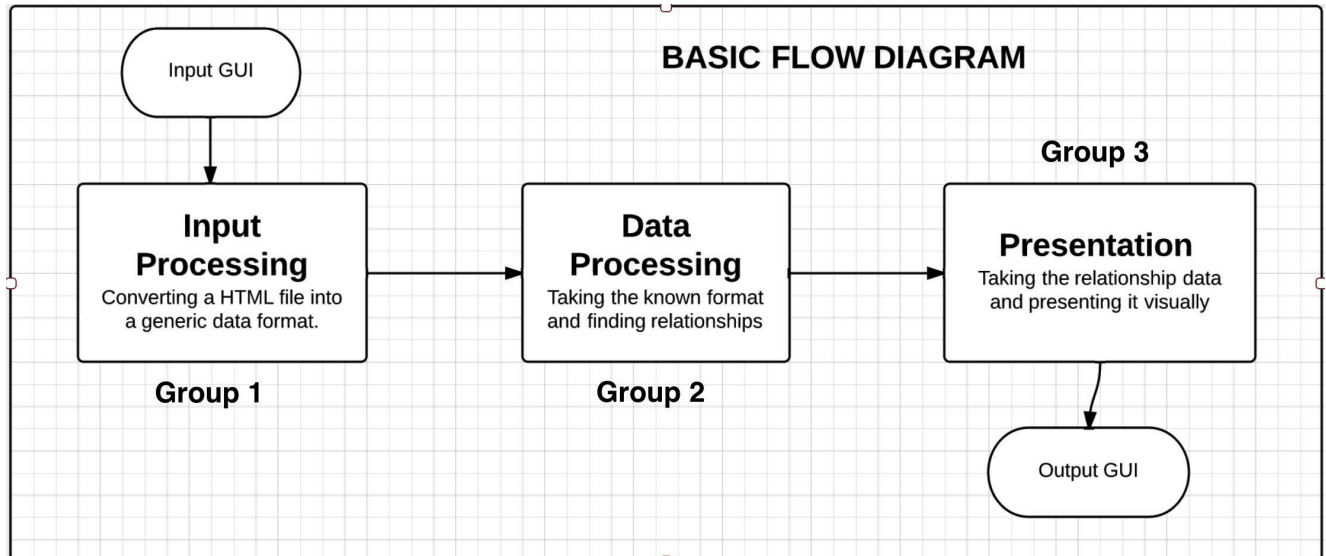 BASIC FLOW DIAGRAM
Input GUI
Input
Processing
Converting a HTML file into
a generic data format.
Group 1
Data
Processing
Taking the known format
and finding relationships
Group 2
Group 3
Presentation
Taking the relationship data
and presenting it visually
Output GUI